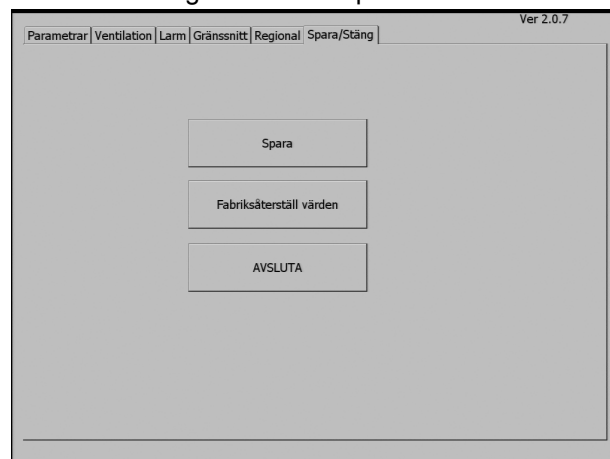 Ver 2.0.7
Parametrar Ventilation Larm Gränssnitt Regional Spara/Stäng
Spara
Fabriksåterställ värden
AVSLUTA